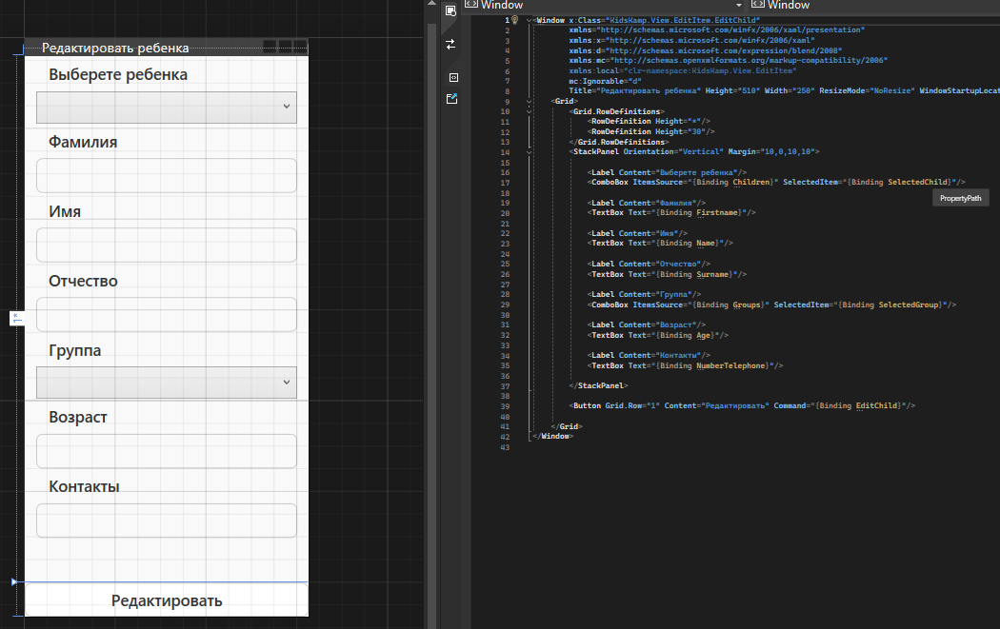 Редактировать ребенка
Выберете ребенка
Фамилия
Имя
Отчество
Группа
Возраст
Контакты
Редактировать
Window
Window
1 <Window x:Class="KidsKamp.View.EditItem.EditChild"
2 xmlns="http://schemas.microsoft.com/winfx/2006/xaml/presentation"
3 xmlns:x="http://schemas.microsoft.com/winfx/2006/xaml"
4 xmlns:d="http://schemas.microsoft.com/expression/blend/2008"
5 xmlns:mc="http://schemas.openxmlformats.org/markup-compatibility/2006"
6 xmlns:local="clr-namespace:KidsKamp.View.EditItem"
7 mc:Ignorable="d"
8 Title="Редактировать ребенка" Height="510" Width="250" ResizeMode="NoResize" WindowStartupLocat
9 <Grid>
10 <Grid.RowDefinitions>
11 <RowDefinition Height="*"/>
12 <RowDefinition Height="30"/>
13 </Grid.RowDefinitions>
14 <StackPanel Orientation="Vertical" Margin="10,0,10,10">
15
16 <Label Content="Выберете ребенка"/>
17 <ComboBox ItemsSource="{Binding Children}" SelectedItem="{Binding SelectedChild}"/>
18
PropertyPath
19 <Label Content="Фамилия"/>
20 <TextBox Text="{Binding Firstname}"/>
21
22 <Label Content="Имя"/>
23 <TextBox Text="{Binding Name}"/>
24
25 <Label Content="Отчество"/>
26 <TextBox Text="{Binding Surname}"/>
27
28 <Label Content="Группа"/>
29 <ComboBox ItemsSource="{Binding Groups}" SelectedItem="{Binding SelectedGroup}"/>
30
31 <Label Content="Возраст"/>
32 <TextBox Text="{Binding Age}"/>
33
34 <Label Content="Контакты"/>
35 <TextBox Text="{Binding NumberTelephone}"/>
36
37 </StackPanel>
38
39 <Button Grid.Row="1" Content="Редактировать" Command="{Binding EditChild}"/>
40
41 </Grid>
42 </Window>
43